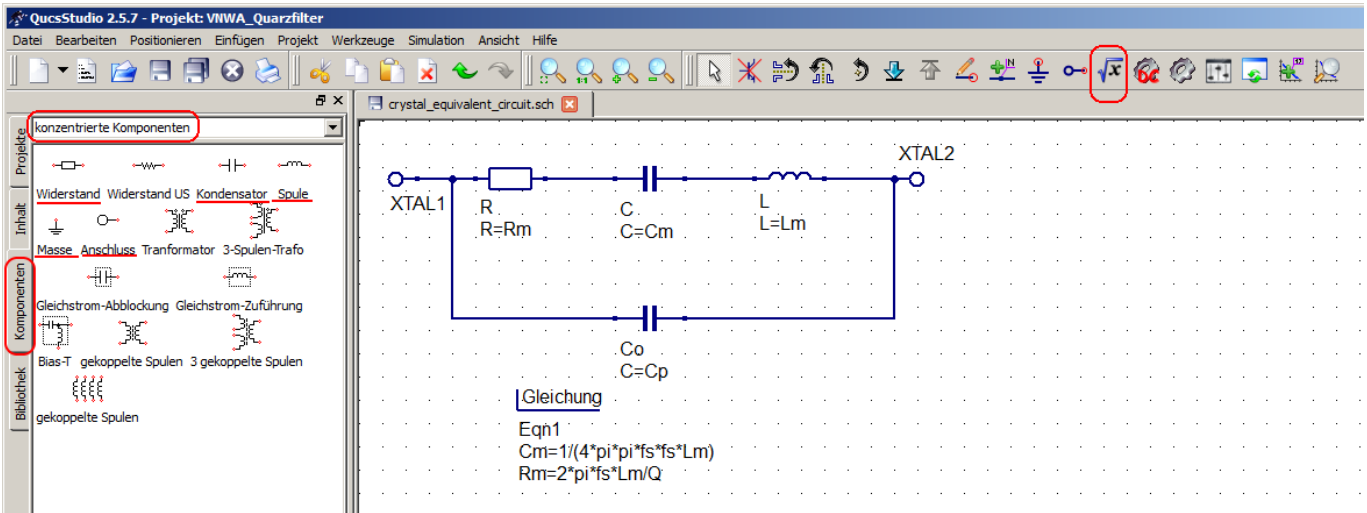 QucsStudio 2.5.7 - Projekt: VNWA_Quarzfilter
Datei Bearbeiten Positionieren Einfügen Projekt Werkzeuge Simulation Ansicht Hilfe
crystal_equivalent_circuit.sch
konzentrierte Komponenten
Projekte
Inhalt
Komponenten
Bibliothek
Widerstand Widerstand US Kondensator Spule
Masse Anschluss Tranformator 3-Spulen-Trafo
Gleichstrom-Abblockung Gleichstrom-Zuführung
Bias-T gekoppelte Spulen 3 gekoppelte Spulen
gekoppelte Spulen
XTAL1
XTAL2
R
R=Rm
C
C=Cm
L
L=Lm
Co
C=Cp
Gleichung
Eqn1
Cm=1/(4*pi*pi*fs*fs*Lm)
Rm=2*pi*fs*Lm/Q